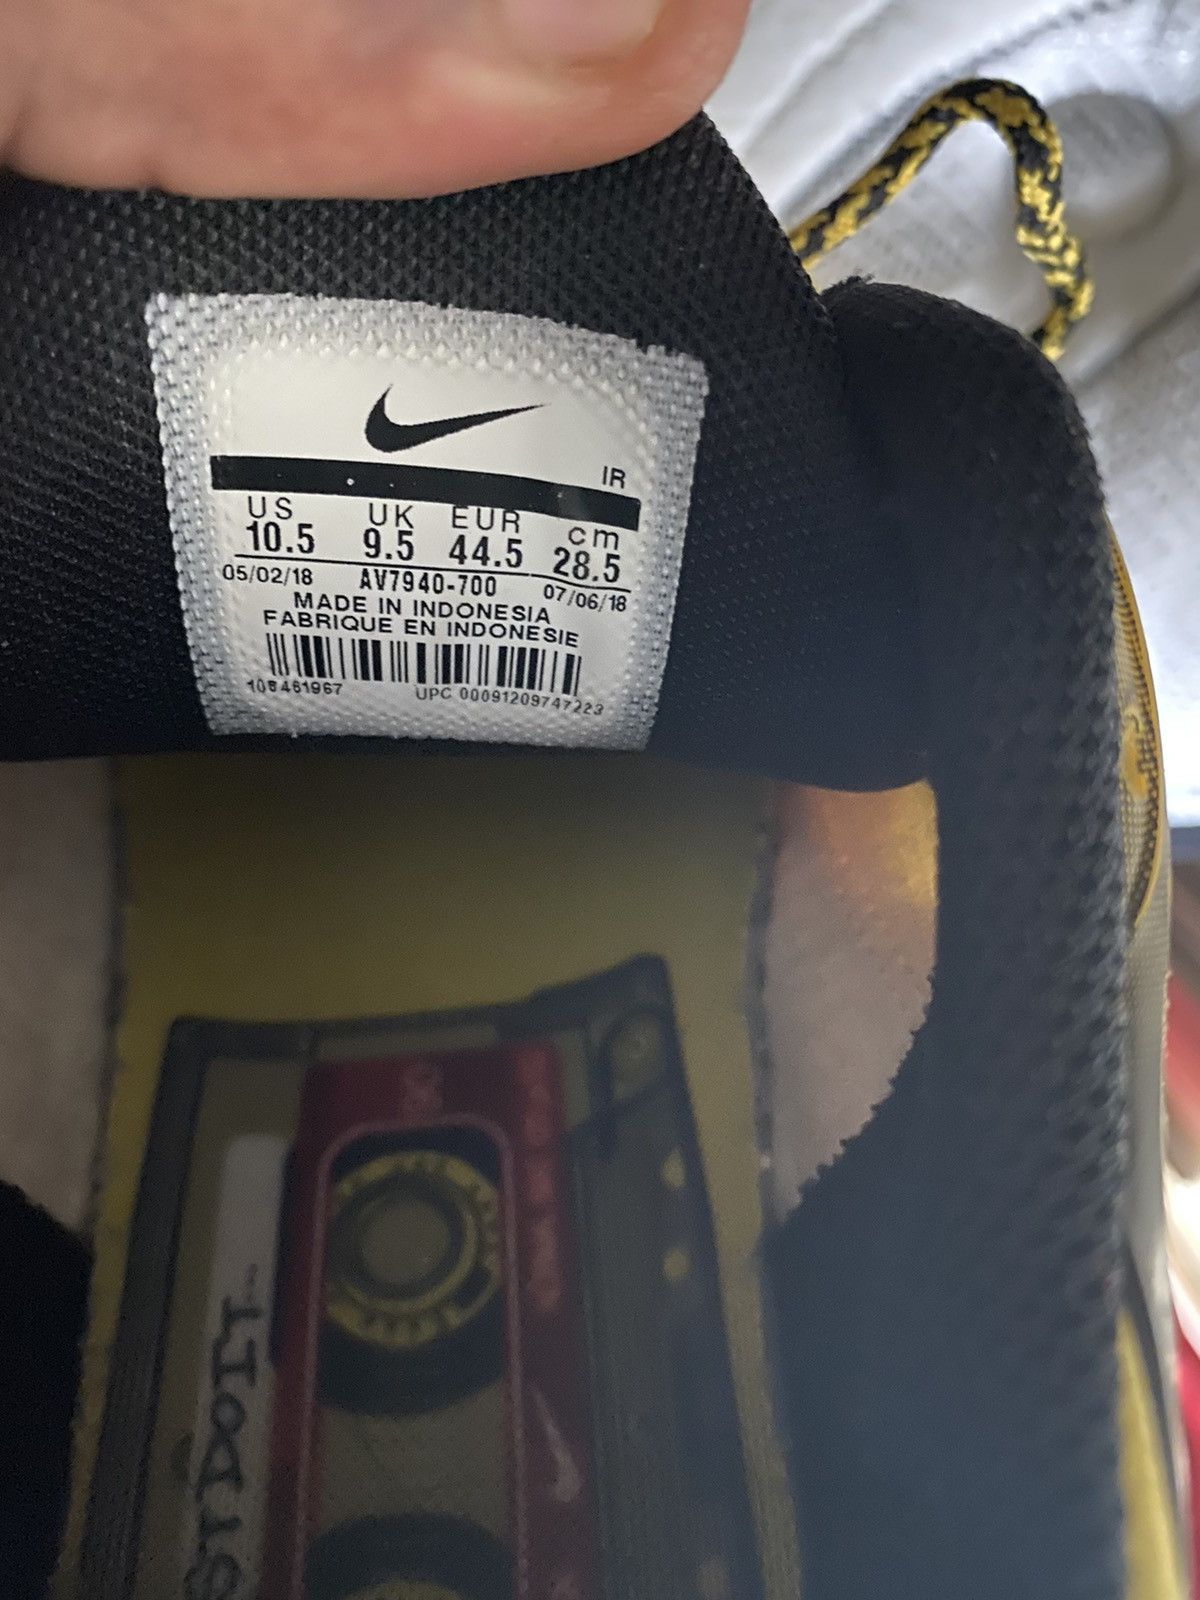 IR
US UK EUR cm
10.5 9.5 44.5 28.5
05/02/18 AV7940-700 07/06/18
MADE IN INDONESIA
FABRIQUE EN INDONESIE
108461967 UPC 00091209747223